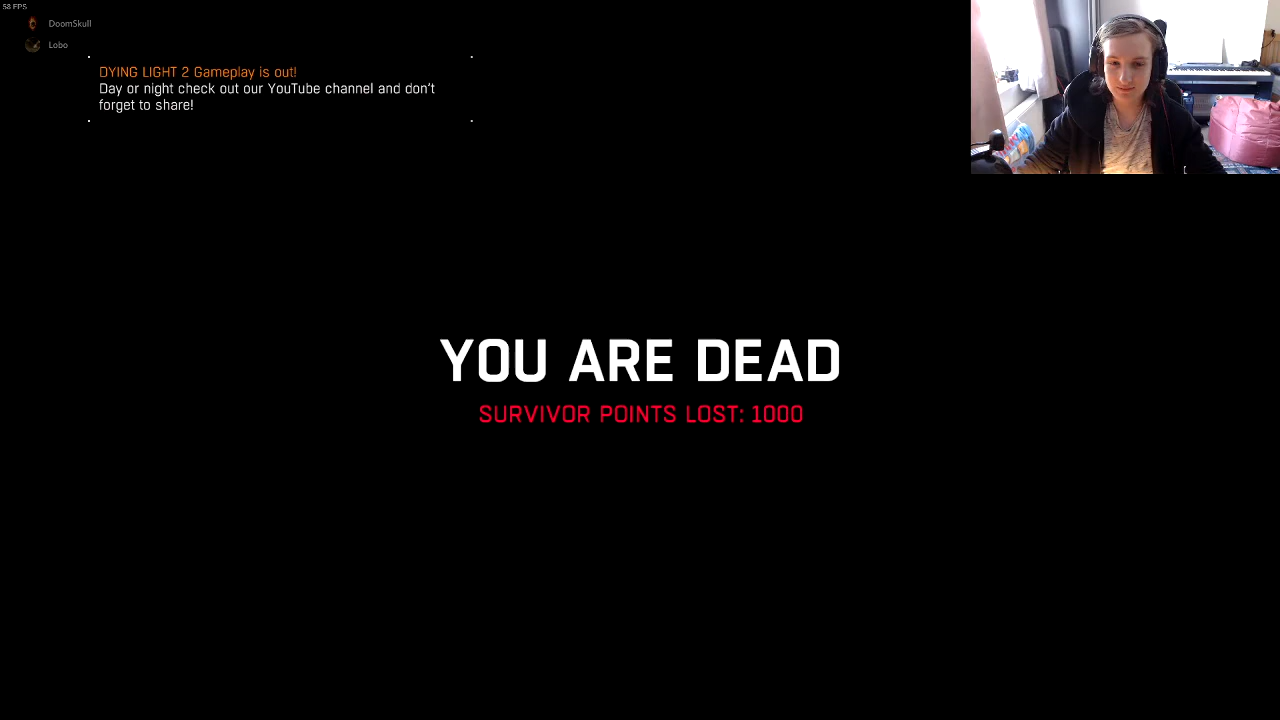 58 FPS
DoomSkull
Lobo
DYING LIGHT 2 Gameplay is out!
Day or night check out our YouTube channel and don't
forget to share!
YOU ARE DEAD
SURVIVOR POINTS LOST: 1000